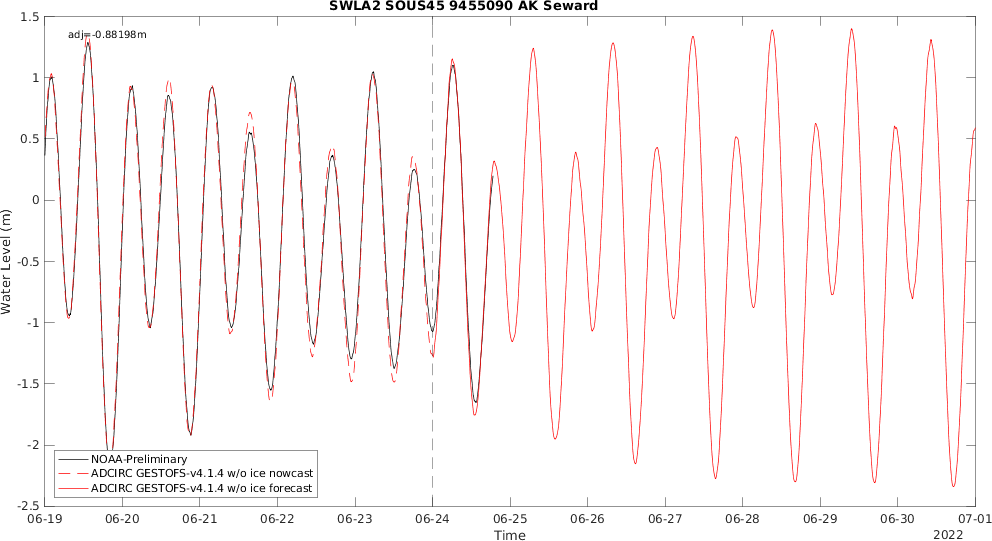 SWLA2 SOUS45 9455090 AK Seward
adj=-0.88198m
1.5
1
0.5
0
-0.5
-1
-1.5
-2
-2.5
Water Level (m)
NOAA-Preliminary
ADCIRC GESTOFS-v4.1.4 w/o ice nowcast
ADCIRC GESTOFS-v4.1.4 w/o ice forecast
06-19 06-20 06-21 06-22 06-23 06-24 06-25 06-26 06-27 06-28 06-29 06-30 07-01
Time
2022